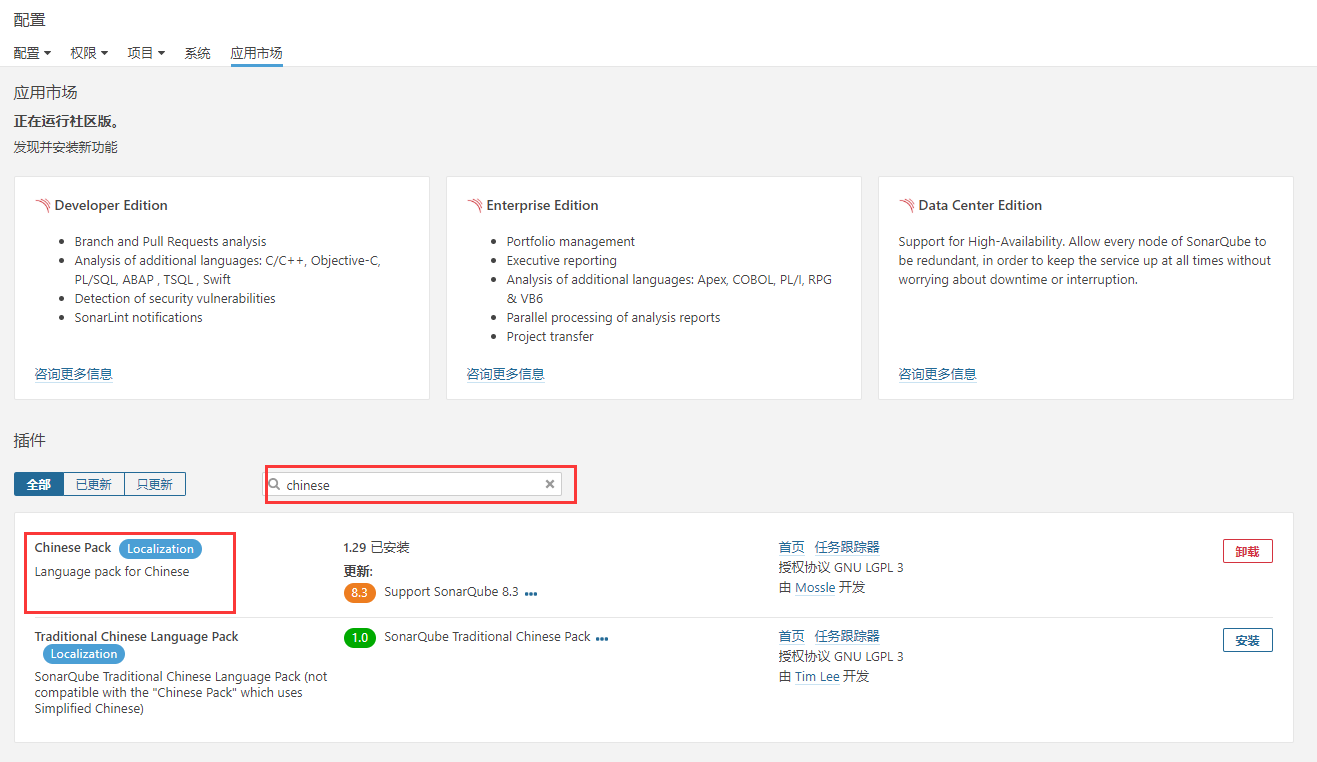 配置
配置 权限 项目 系统 应用市场
应用市场
正在运行社区版。
发现并安装新功能
Developer Edition
Branch and Pull Requests analysis
Analysis of additional languages: C/C++, Objective-C,
PL/SQL, ABAP , TSQL , Swift
Detection of security vulnerabilities
SonarLint notifications
咨询更多信息
Enterprise Edition
Portfolio management
Executive reporting
Analysis of additional languages: Apex, COBOL, PL/I, RPG
& VB6
Parallel processing of analysis reports
Project transfer
咨询更多信息
Data Center Edition
Support for High-Availability. Allow every node of SonarQube to
be redundant, in order to keep the service up at all times without
worrying about downtime or interruption.
咨询更多信息
插件
全部 已更新 只更新
chinese
Chinese Pack Localization
Language pack for Chinese
1.29 已安装
更新:
8.3 Support SonarQube 8.3 •••
首页 任务跟踪器
授权协议 GNU LGPL 3
由 Mossle 开发
卸载
Traditional Chinese Language Pack
Localization
SonarQube Traditional Chinese Language Pack (not
compatible with the "Chinese Pack" which uses
Simplified Chinese)
1.0 SonarQube Traditional Chinese Pack •••
首页 任务跟踪器
授权协议 GNU LGPL 3
由 Tim Lee 开发
安装